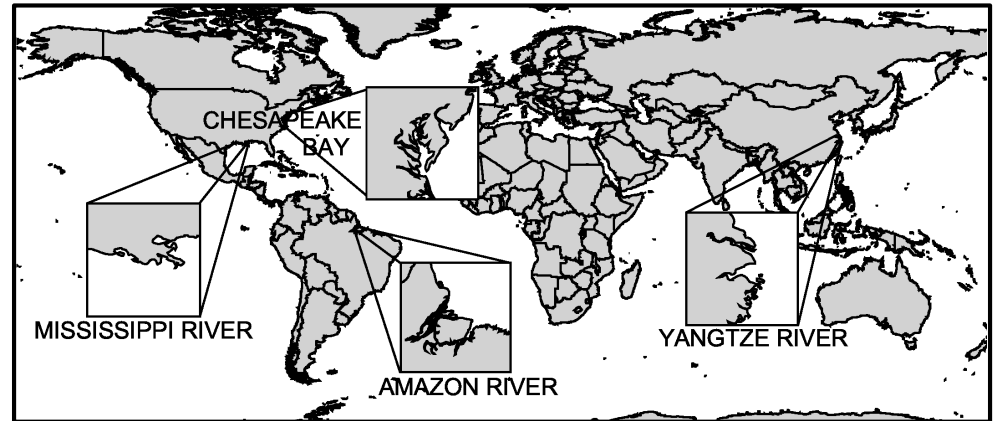 CHESAPEAKE
BAY
MISSISSIPPI RIVER
YANGTZE RIVER
AMAZON RIVER